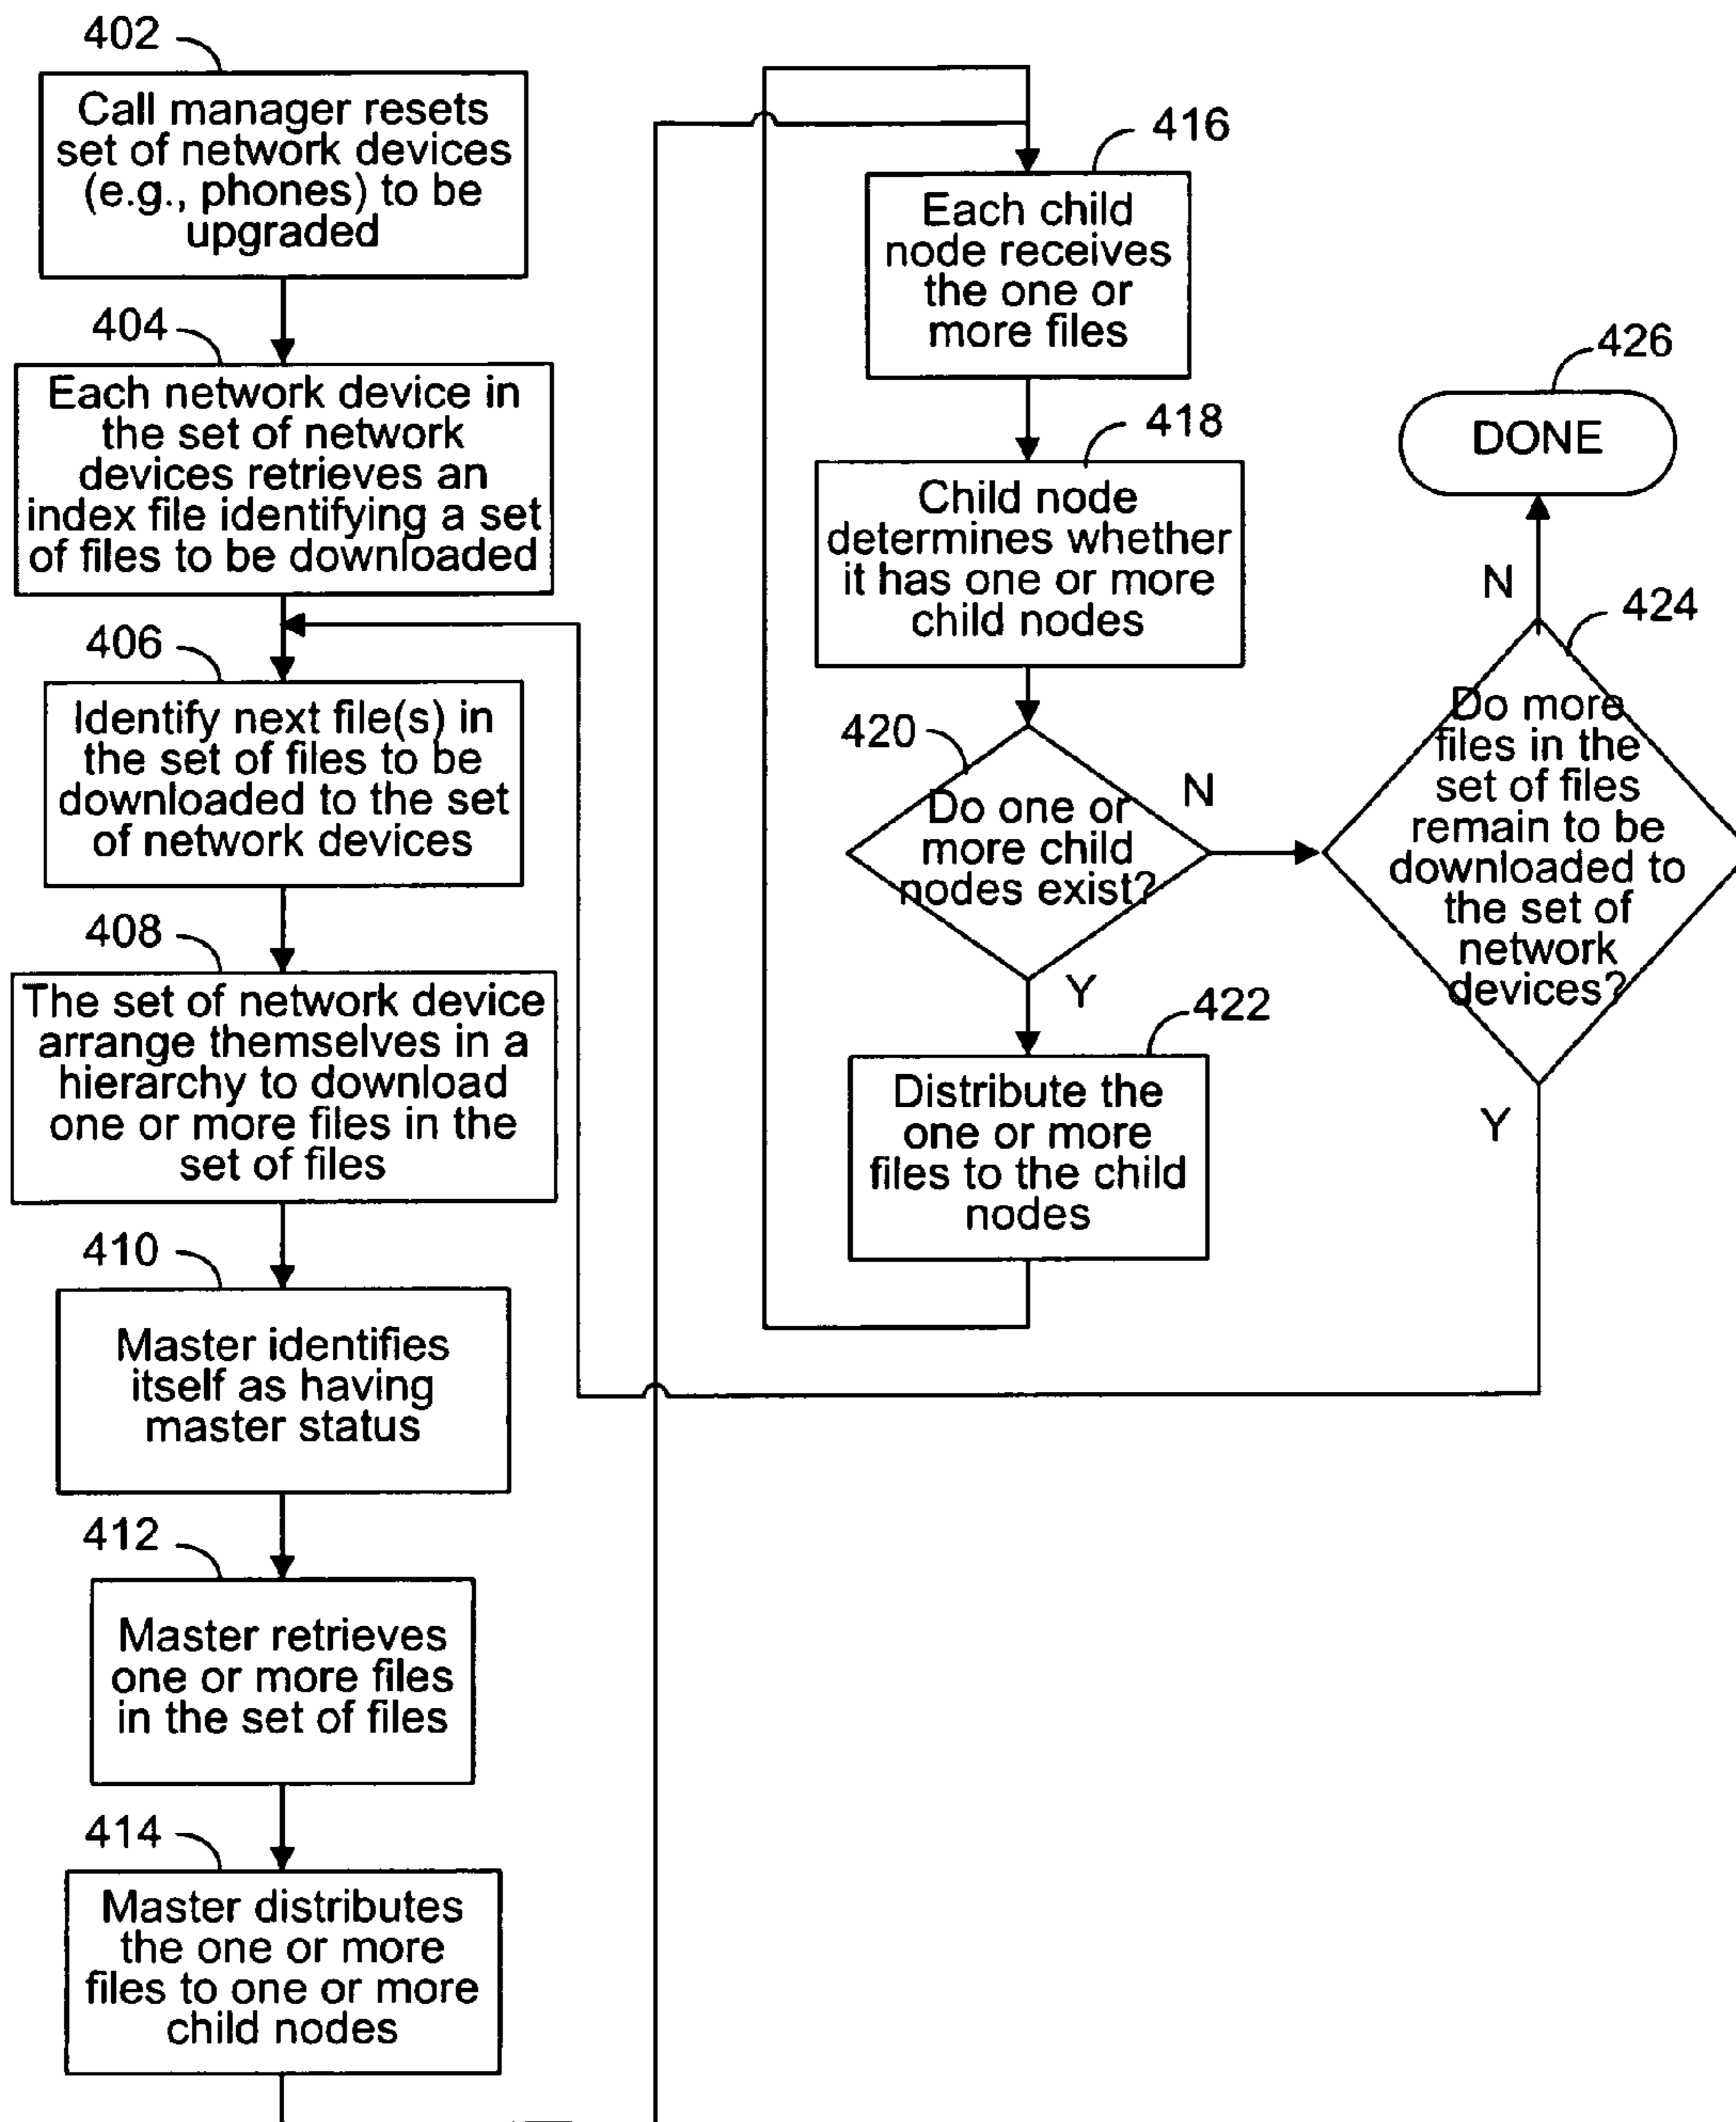 402
Call manager resets
set of network devices
(e.g., phones) to be
upgraded
404
Each network device in
the set of network
devices retrieves an
index file identifying a set
of files to be downloaded
406
Identify next file(s) in
the set of files to be
downloaded to the set
of network devices
408
The set of network device
arrange themselves in a
hierarchy to download
one or more files in the
set of files
410
Master identifies
itself as having
master status
412
Master retrieves
one or more files
in the set of files
414
Master distributes
the one or more
files to one or more
child nodes
416
Each child
node receives
the one or
more files
418
Child node
determines whether
it has one or more
child nodes
420
Do one or
more child
nodes exist?
N
Y
422
Distribute the
one or more
files to the child
nodes
424
Do more
files in the
set of files
remain to be
downloaded to
the set of
network
devices?
N
Y
426
DONE